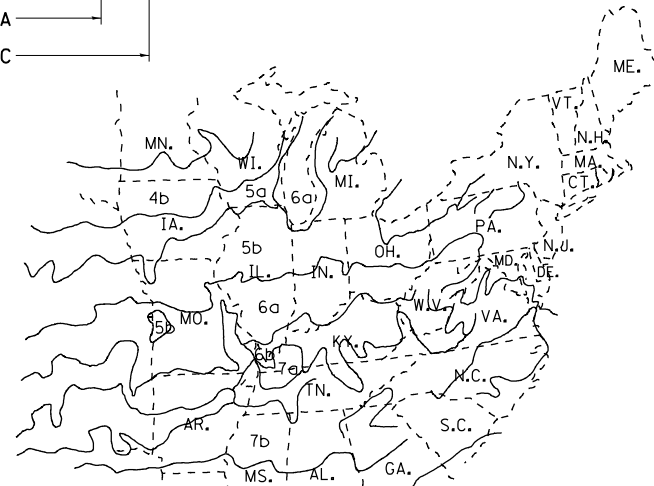 A
C
ME.
VT.
MN.
N.H.
WI.
N.Y.
MA.
4b
5a
6a
MI.
CT.
IA.
PA.
5b
OH.
N.J.
IL.
IN.
MD.
DE.
6a
W.V.
5b
MO.
VA.
KY.
6b
7a
N.C.
TN.
AR.
S.C.
7b
MS.
AL.
GA.